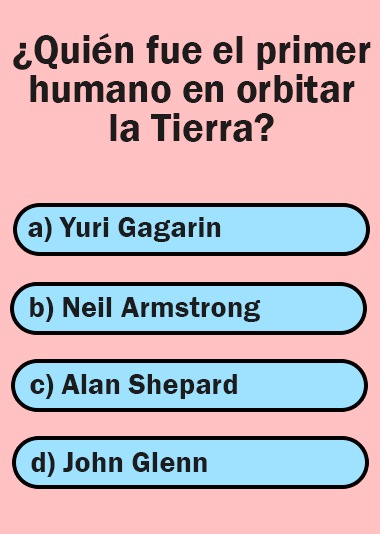 ¿Quién fue el primer
humano en orbitar
la Tierra?
a) Yuri Gagarin
b) Neil Armstrong
c) Alan Shepard
d) John Glenn